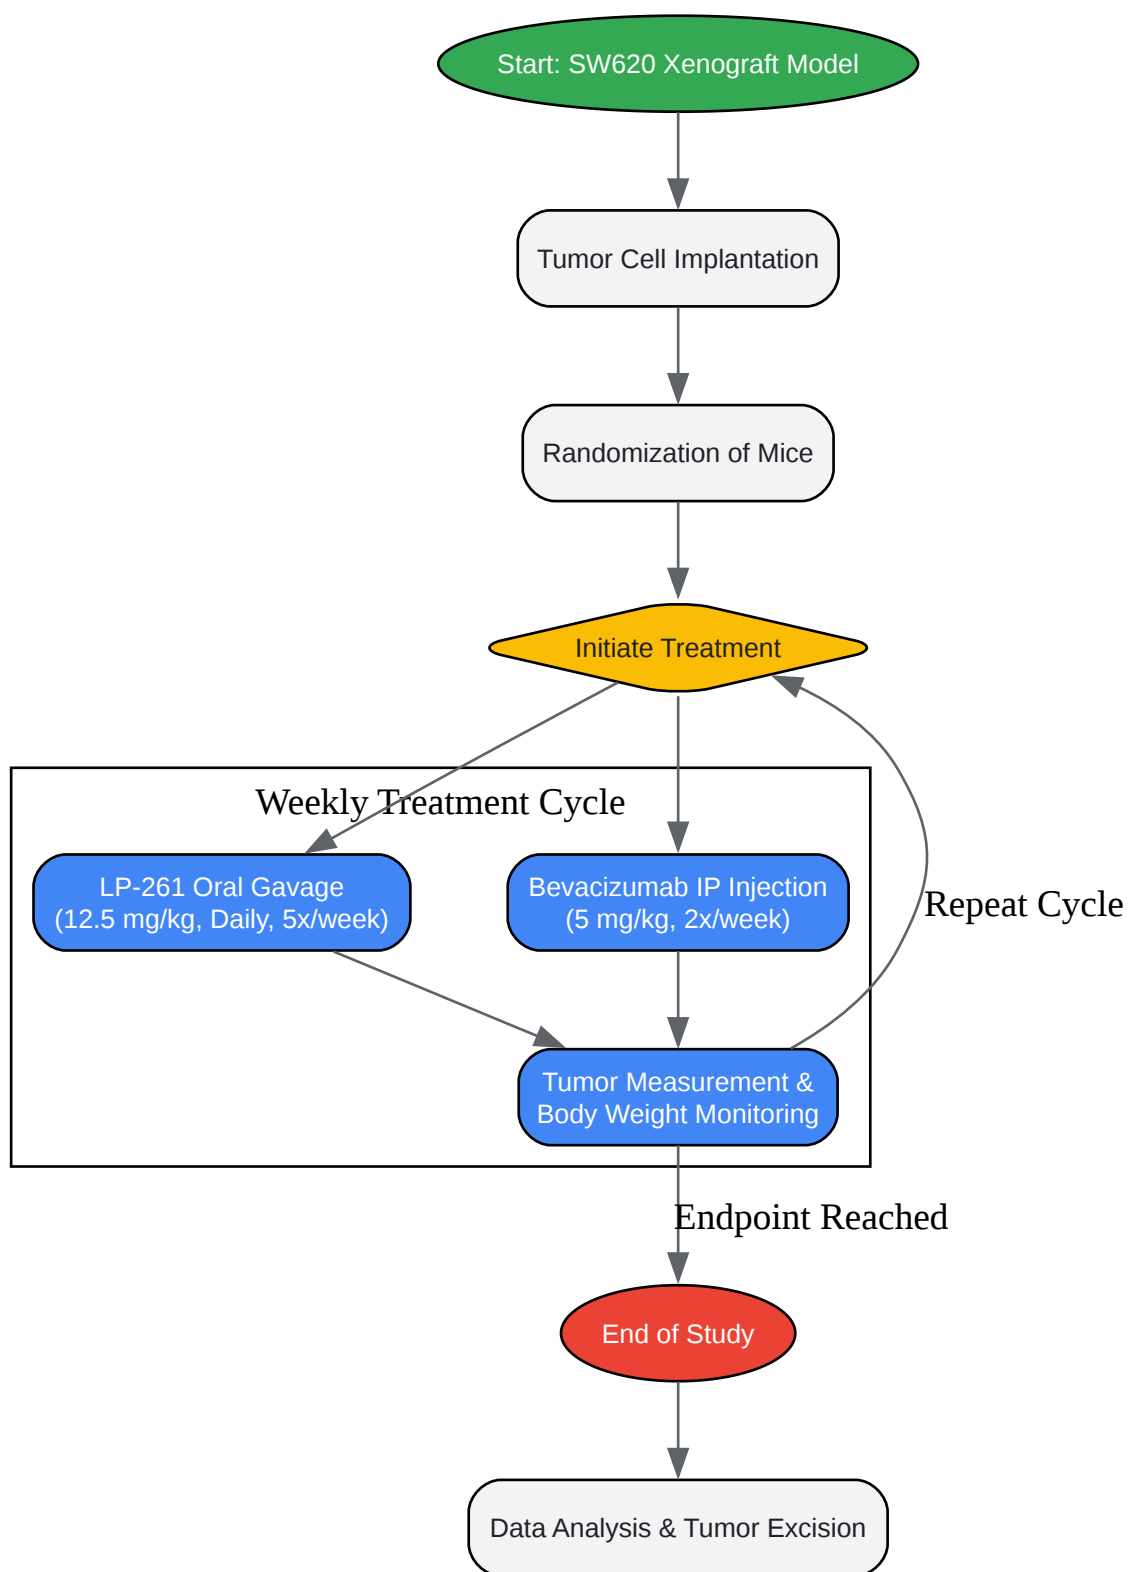 Start: SW620 Xenograft Model
Tumor Cell Implantation
Randomization of Mice
Initiate Treatment
Weekly Treatment Cycle
LP-261 Oral Gavage
(12.5 mg/kg, Daily, 5x/week)
Bevacizumab IP Injection
(5 mg/kg, 2x/week)
Repeat Cycle
Tumor Measurement &
Body Weight Monitoring
Endpoint Reached
End of Study
Data Analysis & Tumor Excision